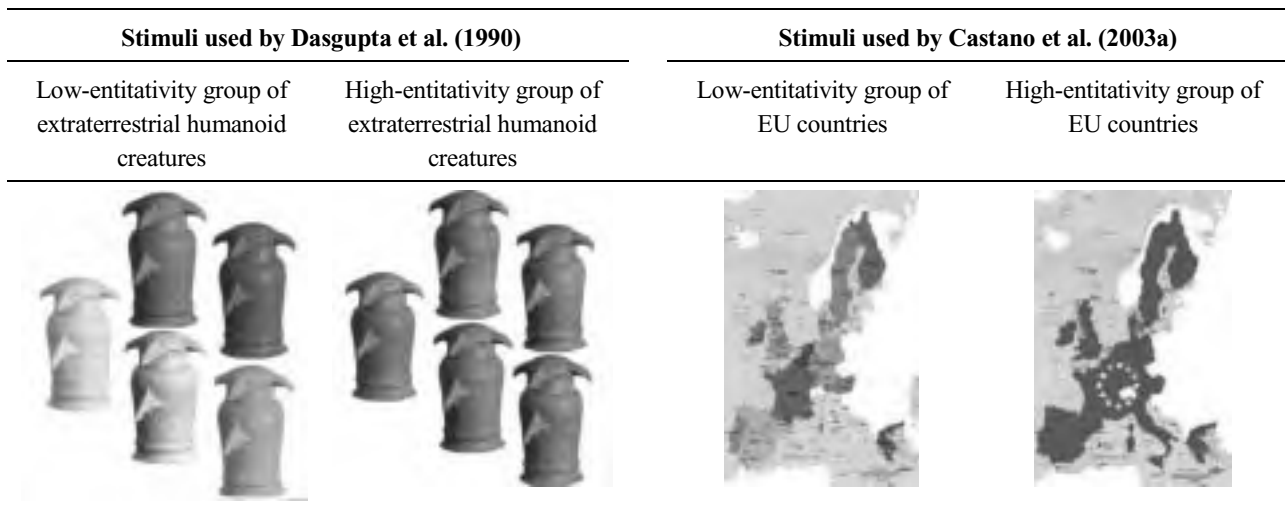 Stimuli used by Dasgupta et al. (1990)
Stimuli used by Castano et al. (2003a)
Low-entitativity group of
extraterrestrial humanoid
creatures
High-entitativity group of
extraterrestrial humanoid
creatures
Low-entitativity group of
EU countries
High-entitativity group of
EU countries